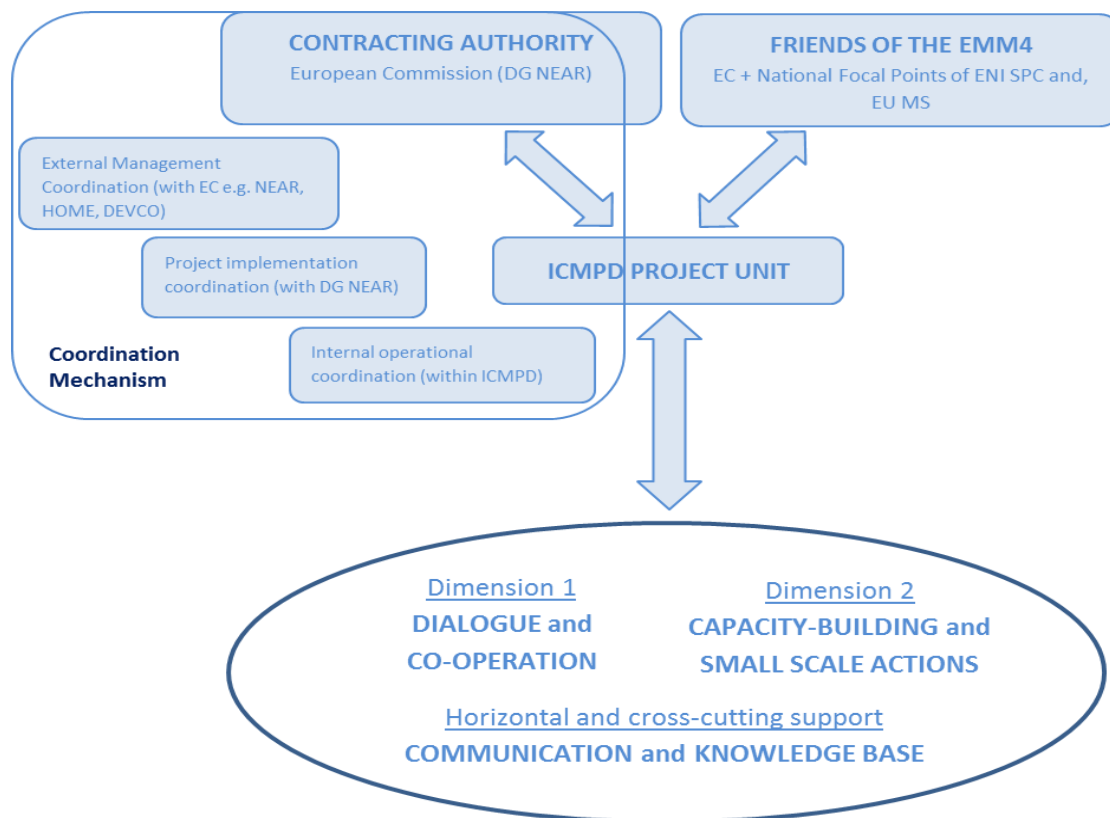 CONTRACTING AUTHORITY
European Commission (DG NEAR)
FRIENDS OF THE EMM4
EC + National Focal Points of ENI SPC and,
EU MS
External Management
Coordination (with EC e.g. NEAR,
HOME, DEVCO)
Project implementation
coordination (with DG NEAR)
ICMPD PROJECT UNIT
Internal operational
coordination (within ICMPD)
Coordination
Mechanism
Dimension 1
DIALOGUE and
CO-OPERATION
Dimension 2
CAPACITY-BUILDING and
SMALL SCALE ACTIONS
Horizontal and cross-cutting support
COMMUNICATION and KNOWLEDGE BASE